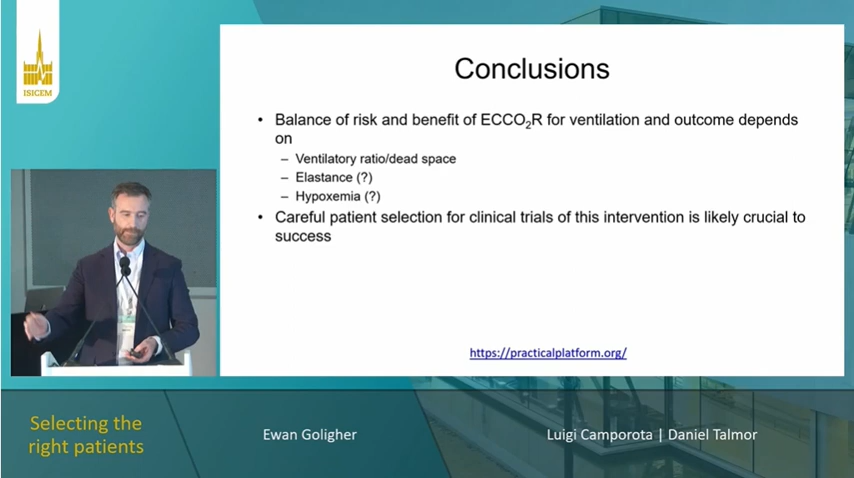 ISICEM
Conclusions
• Balance of risk and benefit of ECCO₂R for ventilation and outcome depends
on
– Ventilatory ratio/dead space
– Elastance (?)
– Hypoxemia (?)
• Careful patient selection for clinical trials of this intervention is likely crucial to
success
https://practicalplatform.org/
Selecting the
right patients
Ewan Goligher
Luigi Camporota | Daniel Talmor